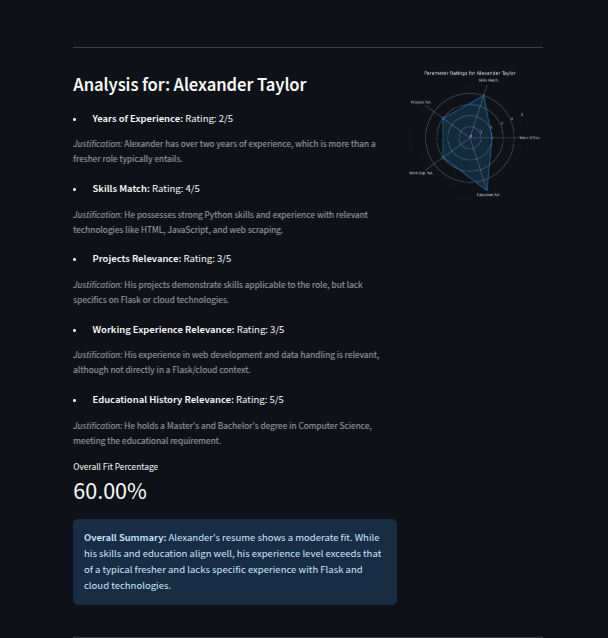 Analysis for: Alexander Taylor
• Years of Experience: Rating: 2/5
Justification: Alexander has over two years of experience, which is more than a
fresher role typically entails.
• Skills Match: Rating: 4/5
Justification: He possesses strong Python skills and experience with relevant
technologies like HTML, JavaScript, and web scraping.
• Projects Relevance: Rating: 3/5
Justification: His projects demonstrate skills applicable to the role, but lack
specifics on Flask or cloud technologies.
• Working Experience Relevance: Rating: 3/5
Justification: His experience in web development and data handling is relevant,
although not directly in a Flask/cloud context.
• Educational History Relevance: Rating: 5/5
Justification: He holds a Master's and Bachelor's degree in Computer Science,
meeting the educational requirement.
Overall Fit Percentage
60.00%
Overall Summary: Alexander's resume shows a moderate fit. While
his skills and education align well, his experience level exceeds that
of a typical fresher and lacks specific experience with Flask and
cloud technologies.
Parameter Ratings for Alexander Taylor
Skills Match
Projects Rel.
Years of Exp.
Work Exp. Rel.
Education Rel.